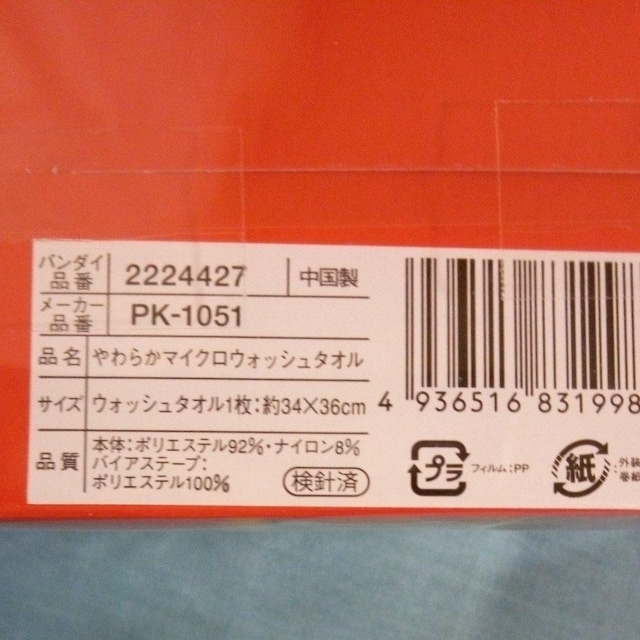 バンダイ品番 2224427 中国製
メーカー品番 PK-1051
品名 やわらかマイクロウォッシュタオル
サイズ ウォッシュタオル1枚:約34×36cm
品質 本体:ポリエステル92%・ナイロン8%
バイアステープ:
ポリエステル100%
検針済
4 936516 831998
プラ フィルム:PP
紙 :外装
巻紙